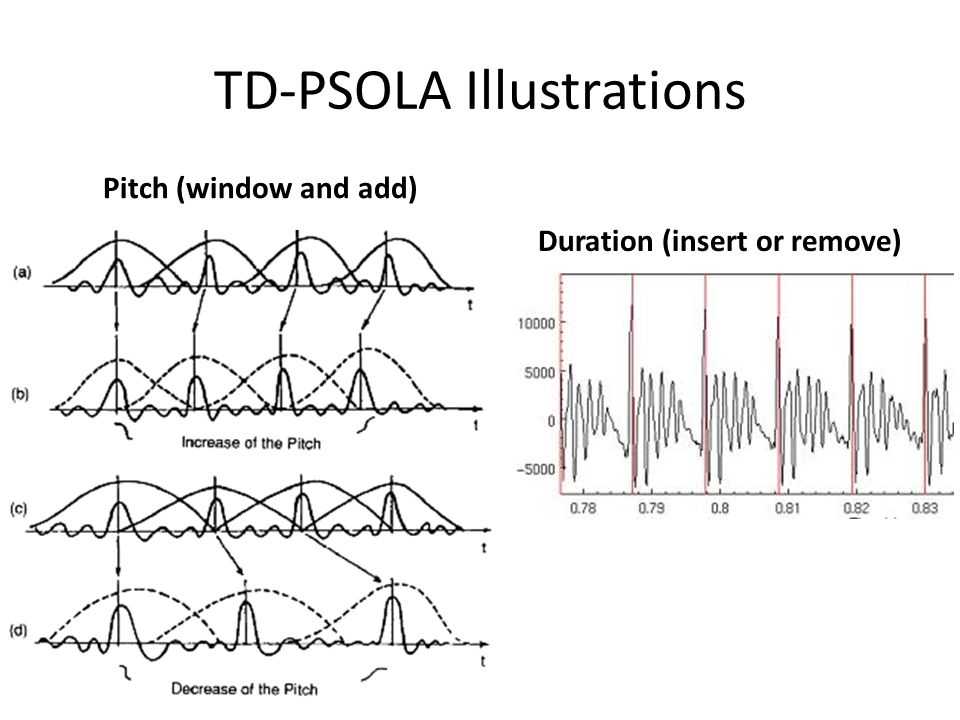 TD-PSOLA Illustrations
Pitch (window and add)
(a)
t
(b)
t
Increase of the Pitch
(c)
t
(d)
t
Decrease of the Pitch
Duration (insert or remove)
10000
5000
0
-5000
0.78 0.79 0.8 0.81 0.82 0.83